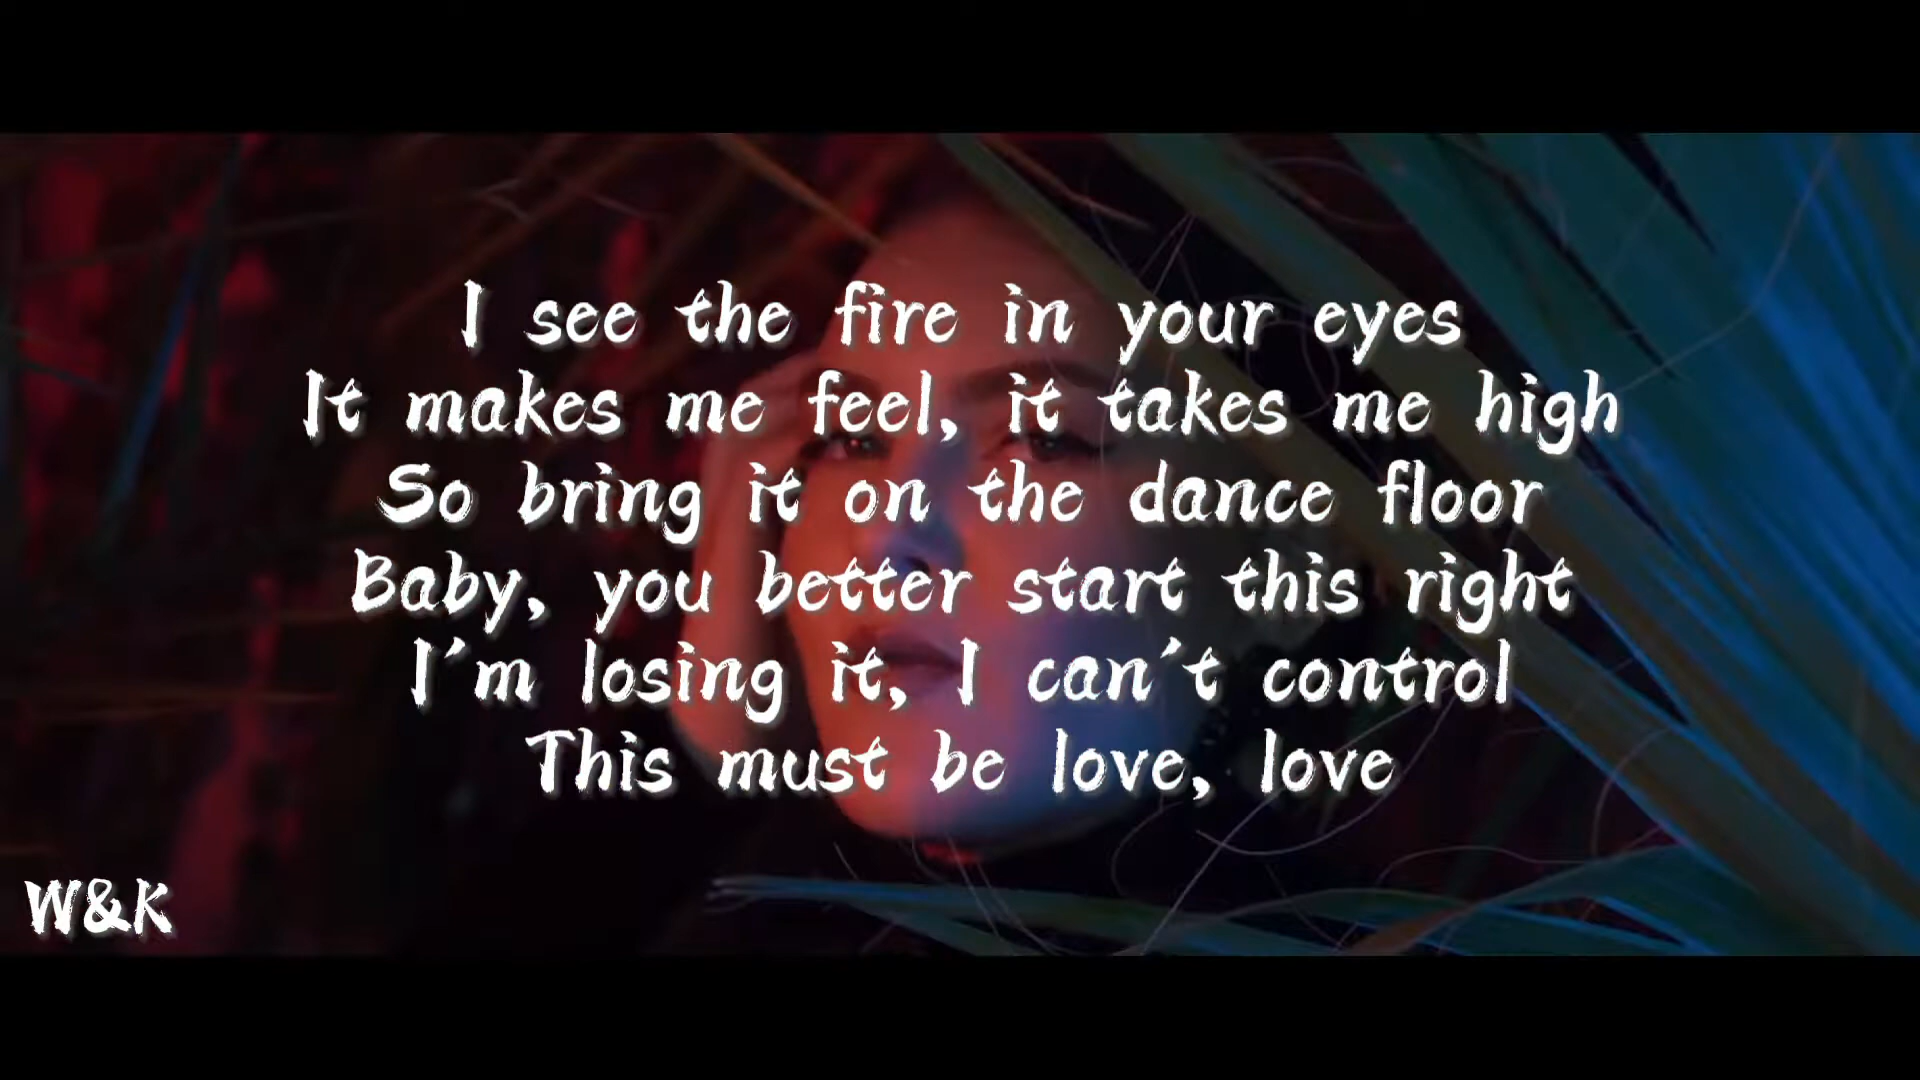 I see the fire in your eyes
It makes me feel, it takes me high
So bring it on the dance floor
Baby, you better start this right
I'm losing it, I can't control
This must be love, love
W&K